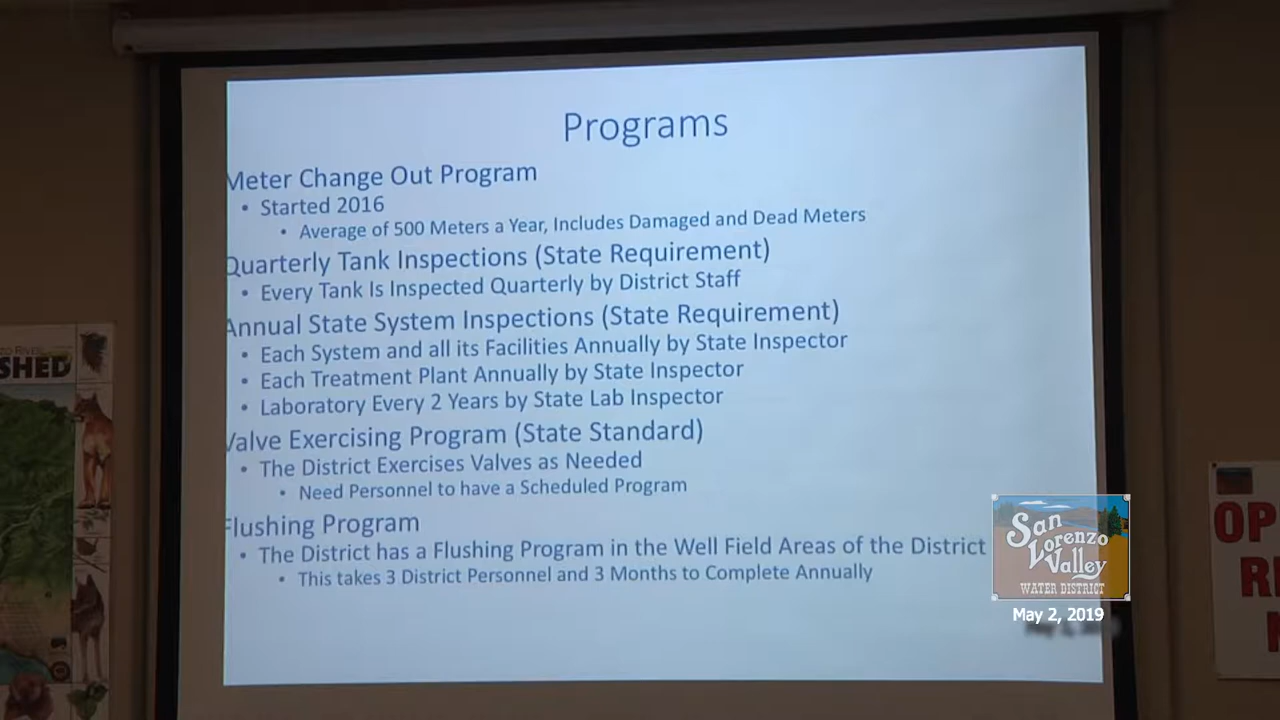 Programs
Meter Change Out Program
• Started 2016
• Average of 500 Meters a Year, Includes Damaged and Dead Meters
Quarterly Tank Inspections (State Requirement)
• Every Tank Is Inspected Quarterly by District Staff
Annual State System Inspections (State Requirement)
• Each System and all its Facilities Annually by State Inspector
• Each Treatment Plant Annually by State Inspector
• Laboratory Every 2 Years by State Lab Inspector
Valve Exercising Program (State Standard)
• The District Exercises Valves as Needed
• Need Personnel to have a Scheduled Program
Flushing Program
• The District has a Flushing Program in the Well Field Areas of the District
• This takes 3 District Personnel and 3 Months to Complete Annually
San
Lorenzo
Valley
WATER DISTRICT
May 2, 2019
SHED
OP